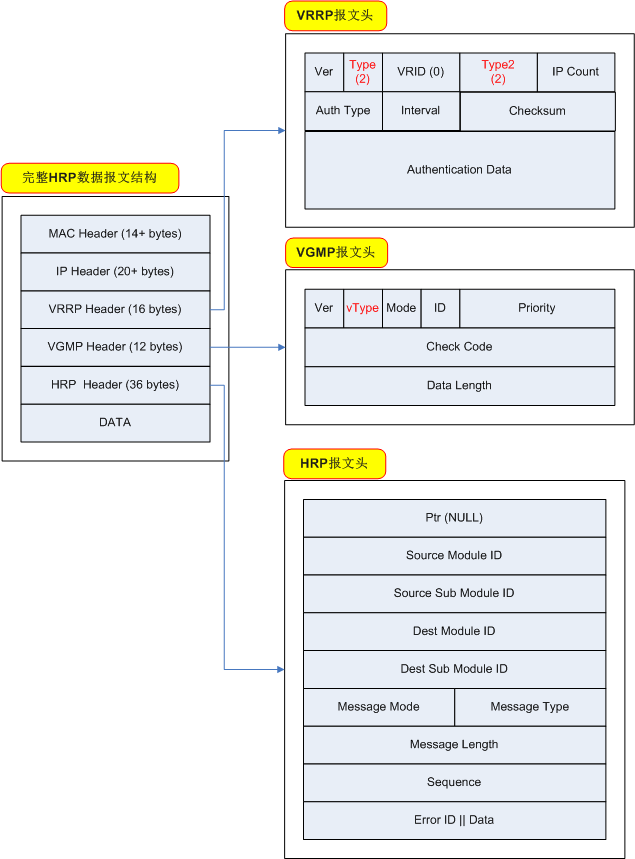 VRRP报文头
Ver
Type
(2)
VRID (0)
Type2
(2)
IP Count
Auth Type
Interval
Checksum
Authentication Data
完整HRP数据报文结构
MAC Header (14+ bytes)
IP Header (20+ bytes)
VRRP Header (16 bytes)
VGMP Header (12 bytes)
HRP Header (36 bytes)
DATA
VGMP报文头
Ver
vType
Mode
ID
Priority
Check Code
Data Length
HRP报文头
Ptr (NULL)
Source Module ID
Source Sub Module ID
Dest Module ID
Dest Sub Module ID
Message Mode
Message Type
Message Length
Sequence
Error ID || Data